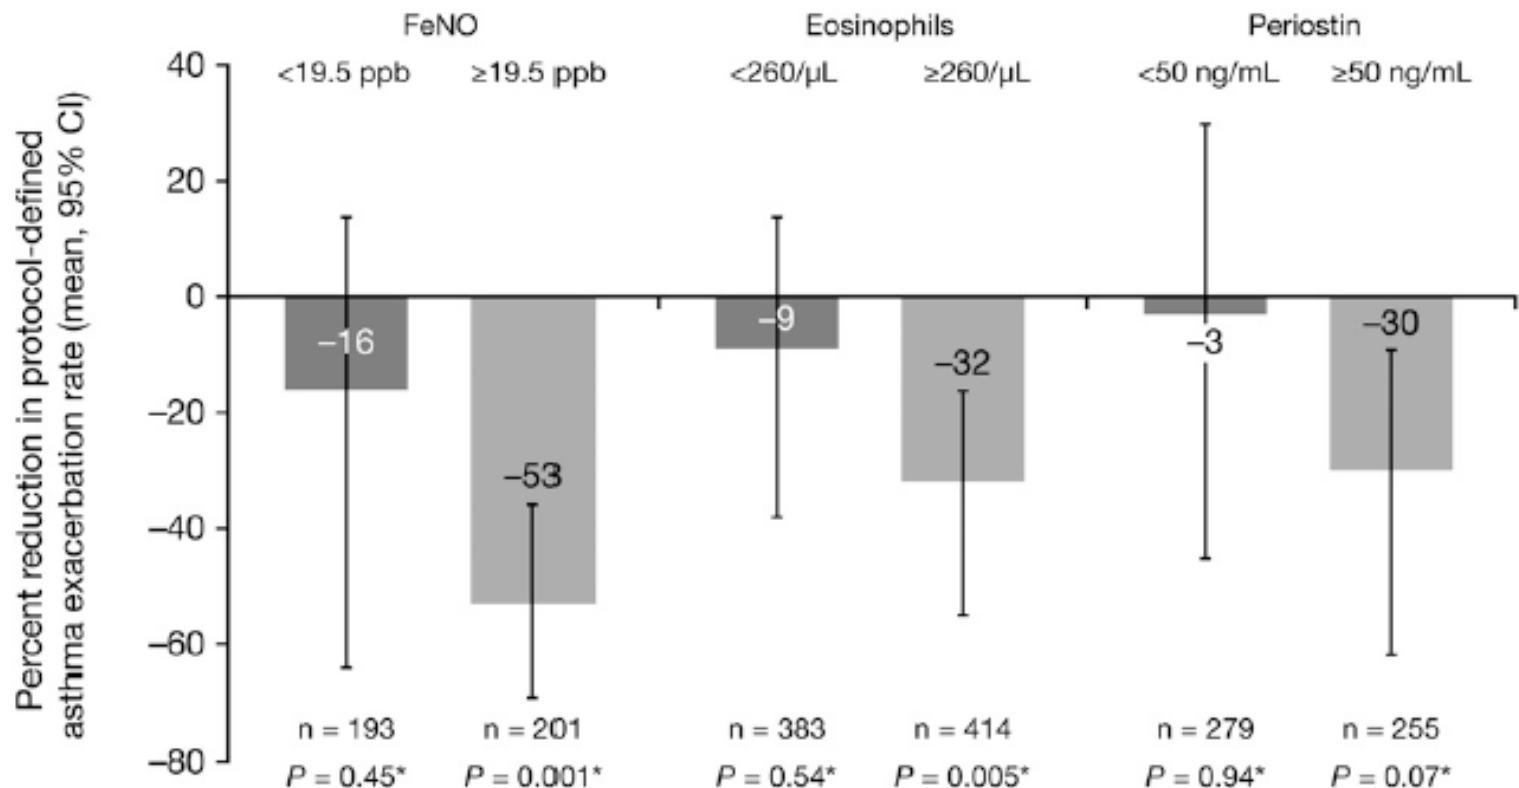 FeNO Eosinophils Periostin
<19.5 ppb ≥19.5 ppb <260/µL ≥260/µL <50 ng/mL ≥50 ng/mL
Percent reduction in protocol-defined
asthma exacerbation rate (mean, 95% CI)
40
20
0
–20
–40
–60
–80
–16
–53
–9
–32
–3
–30
n = 193 n = 201 n = 383 n = 414 n = 279 n = 255
P = 0.45* P = 0.001* P = 0.54* P = 0.005* P = 0.94* P = 0.07*